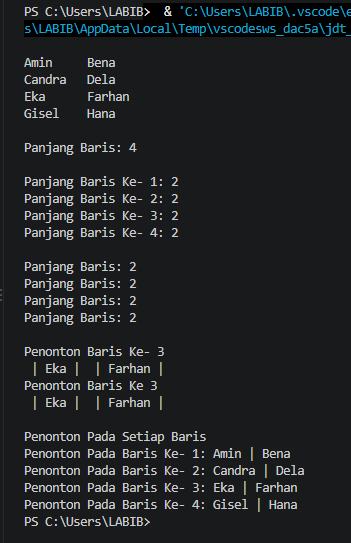 PS C:\Users\LABIB>  & 'C:\Users\LABIB\.vscode\e
s\LABIB\AppData\Local\Temp\vscodesws_dac5a\jdt_
Amin    Bena
Candra  Dela
Eka     Farhan
Gisel   Hana
Panjang Baris: 4
Panjang Baris Ke- 1: 2
Panjang Baris Ke- 2: 2
Panjang Baris Ke- 3: 2
Panjang Baris Ke- 4: 2
Panjang Baris: 2
Panjang Baris: 2
Panjang Baris: 2
Panjang Baris: 2
Penonton Baris Ke- 3
 | Eka |  | Farhan |
Penonton Baris Ke 3
 | Eka |  | Farhan |
Penonton Pada Setiap Baris
Penonton Pada Baris Ke- 1: Amin | Bena
Penonton Pada Baris Ke- 2: Candra | Dela
Penonton Pada Baris Ke- 3: Eka | Farhan
Penonton Pada Baris Ke- 4: Gisel | Hana
PS C:\Users\LABIB>